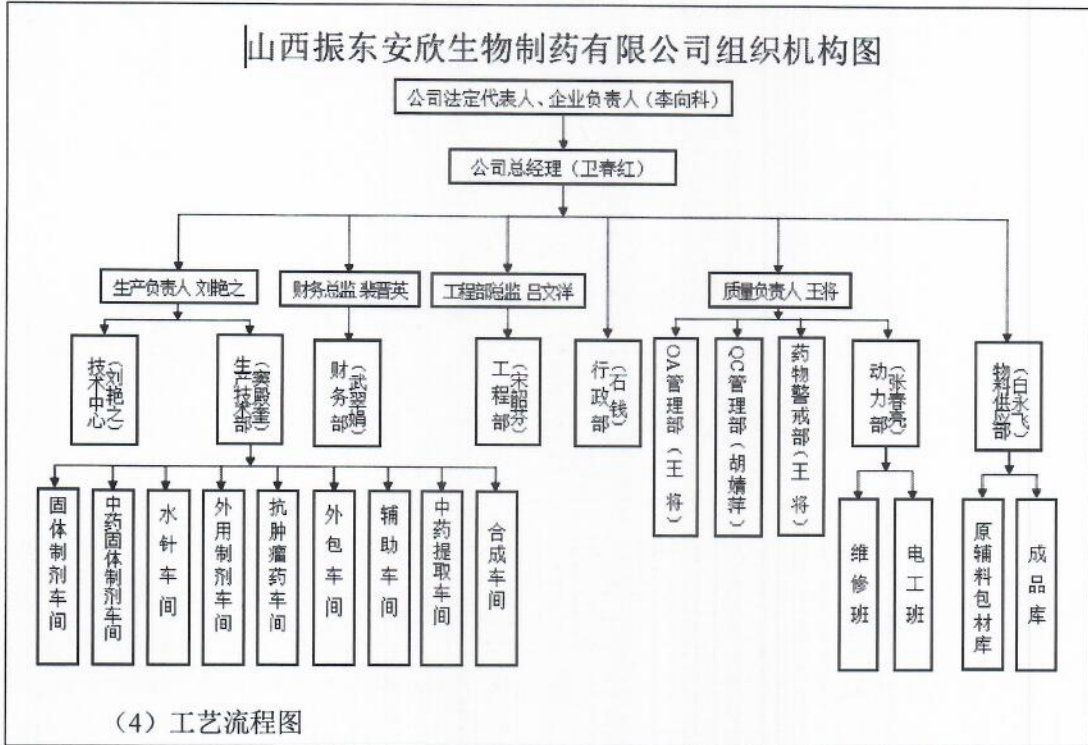 山西振东安欣生物制药有限公司组织机构图
公司法定代表人、企业负责人(李向科)
公司总经理(卫春红)
生产负责人 刘艳之
财务总监 裴晋英
工程部总监 吕文洋
质量负责人 王将
技术中心(刘艳之)
生产技术部(窦殿奎)
财务部(武翠娟)
工程部(宋韶芬)
行政部(石钱)
QA管理部(王将)
QC管理部(胡婧萍)
药物警戒部(王将)
动力部(张春亮)
物料供应部(白永飞)
固体制剂车间
中药固体制剂车间
水针车间
外用制剂车间
抗肿瘤药车间
外包车间
辅助车间
中药提取车间
合成车间
维修班
电工班
原辅料包材库
成品库
(4)工艺流程图